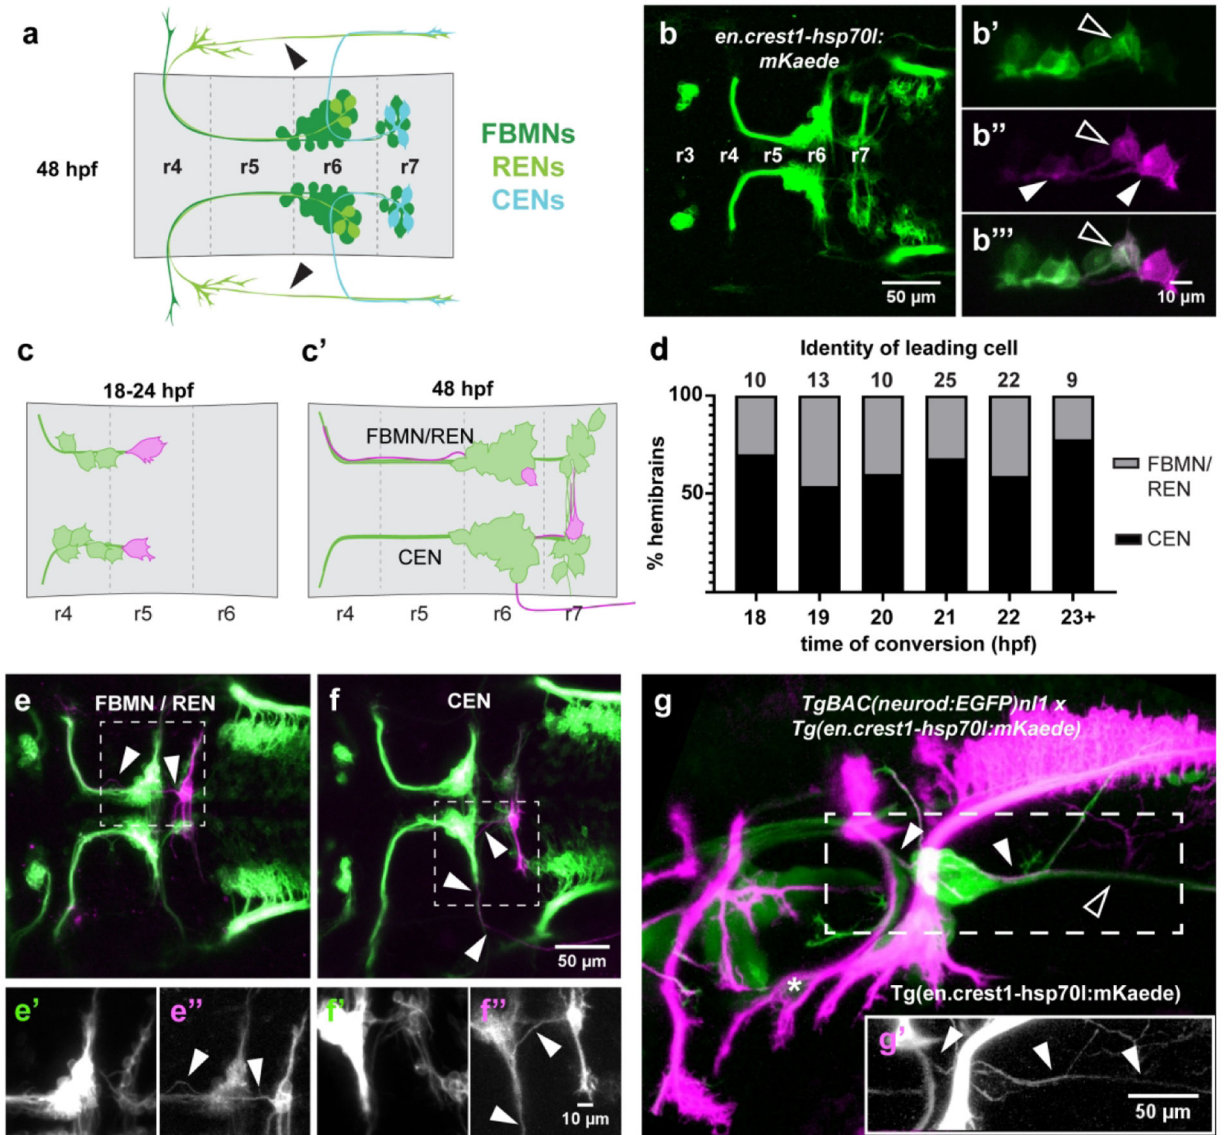 a
48 hpf
r4
r5
r6
r7
FBMNs
RENs
CENs
b
en.crest1-hsp70l:
mKaede
r3
r4
r5
r6
r7
50 µm
b'
b''
b'''
10 µm
c
18-24 hpf
r4
r5
r6
c'
48 hpf
FBMN/REN
CEN
r4
r5
r6
r7
d
Identity of leading cell
10 13 10 25 22 9
100
50
% hemibrains
18 19 20 21 22 23+
time of conversion (hpf)
FBMN/
REN
CEN
e
FBMN / REN
f
CEN
50 µm
e'
e''
f'
f''
10 µm
g
TgBAC(neurod:EGFP)nl1 x
Tg(en.crest1-hsp70l:mKaede)
*
Tg(en.crest1-hsp70l:mKaede)
g'
50 µm